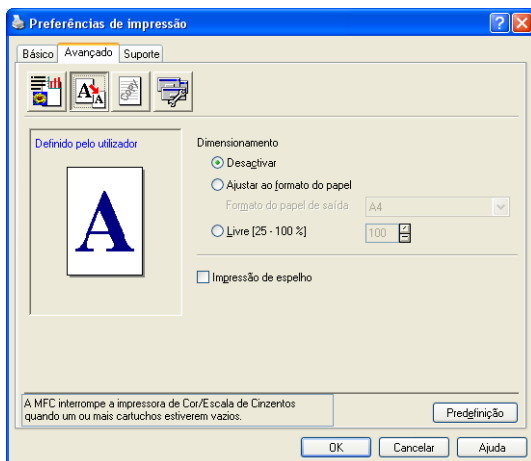 Preferências de impressão
Básico Avançado Suporte
Definido pelo utilizador
A
Dimensionamento
Desactivar
Ajustar ao formato do papel
Formato do papel de saída A4
Livre [25 - 100 %] 100
Impressão de espelho
A MFC interrompe a impressora de Cor/Escala de Cinzentos
quando um ou mais cartuchos estiverem vazios.
Predefinição
OK Cancelar Ajuda